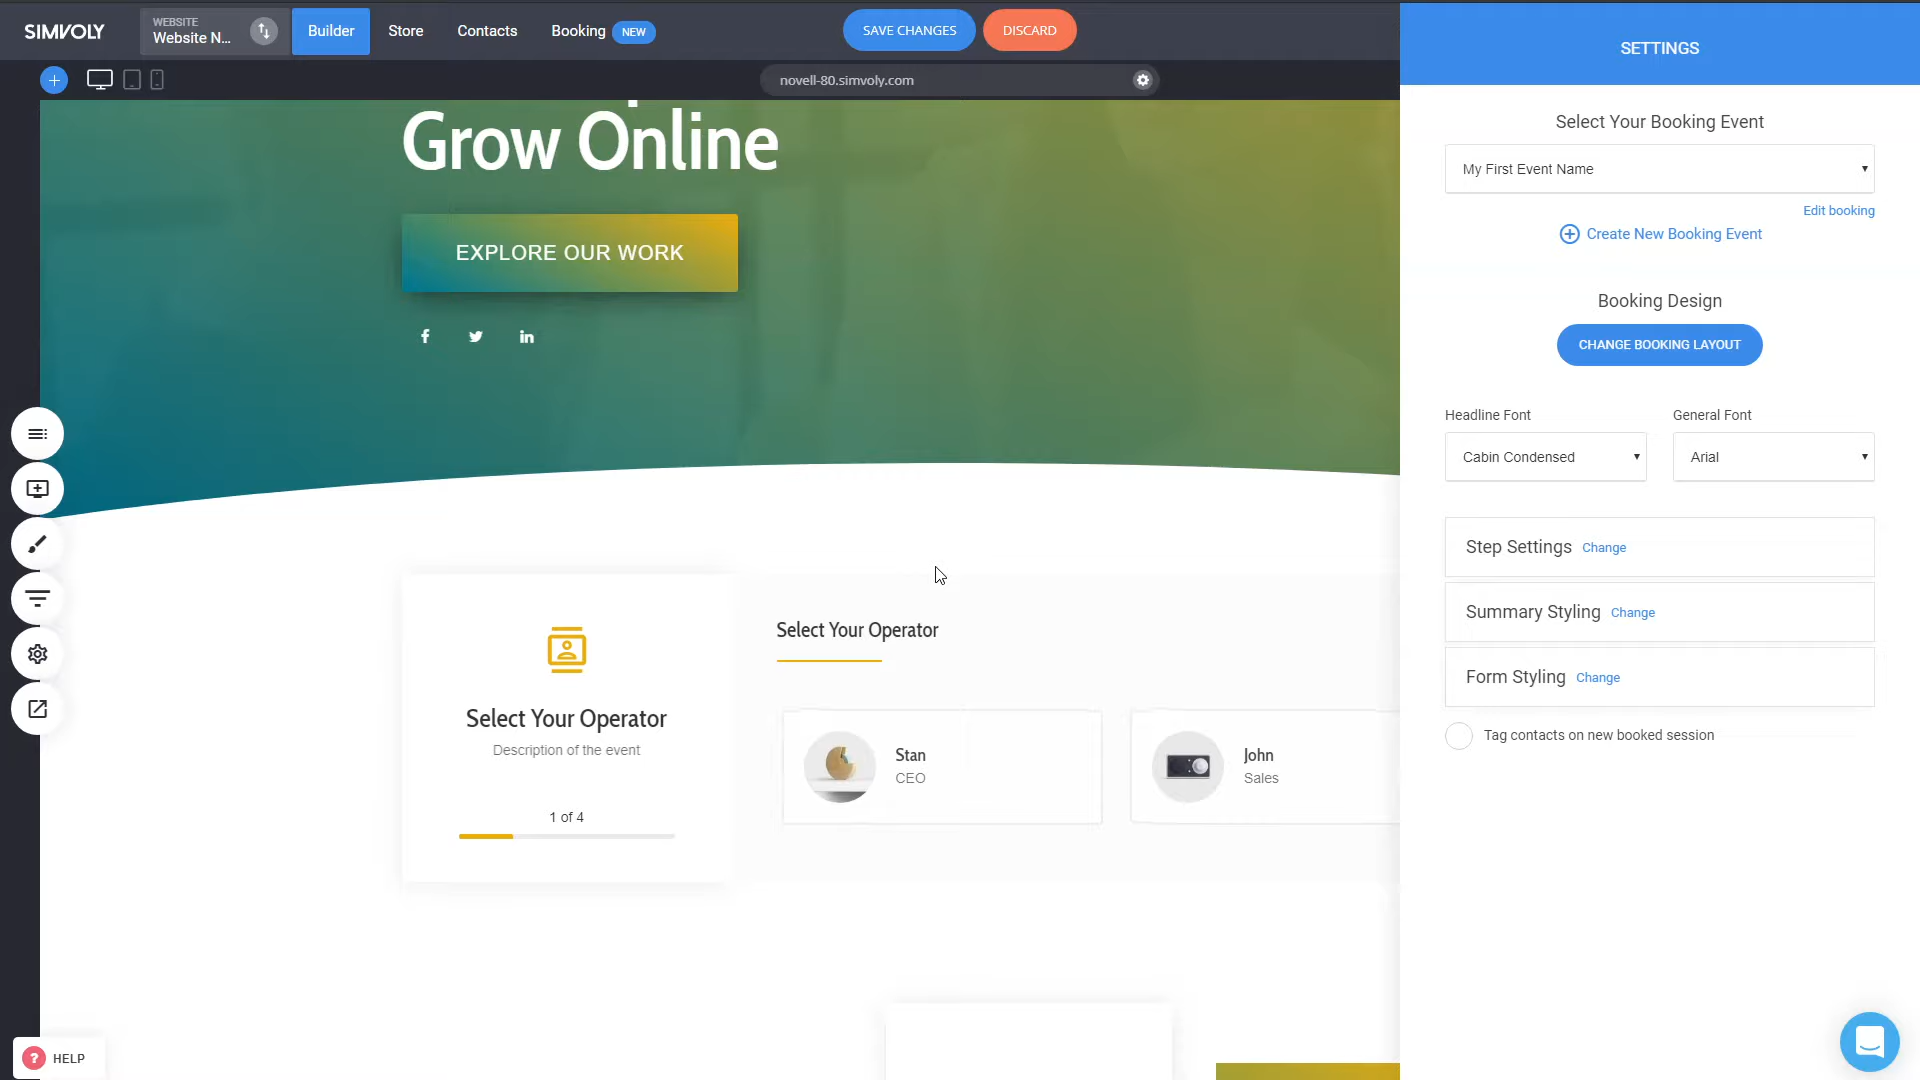 SIMVOLY
WEBSITE
Website N...
Builder
Store
Contacts
Booking
NEW
SAVE CHANGES
DISCARD
novell-80.simvoly.com
Grow Online
EXPLORE OUR WORK
Select Your Operator
Description of the event
1 of 4
Select Your Operator
Stan
CEO
John
Sales
HELP
SETTINGS
Select Your Booking Event
My First Event Name
Edit booking
Create New Booking Event
Booking Design
CHANGE BOOKING LAYOUT
Headline Font
General Font
Cabin Condensed
Arial
Step Settings Change
Summary Styling Change
Form Styling Change
Tag contacts on new booked session